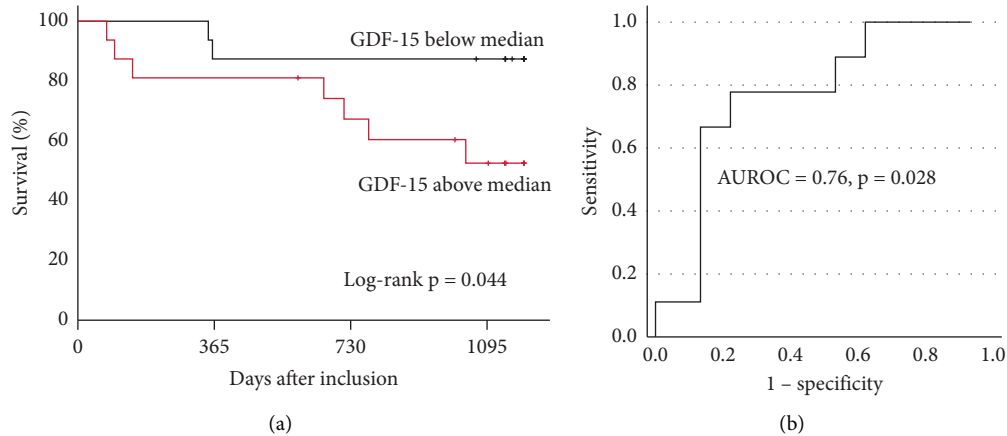 100
80
60
40
20
0
Survival (%)
GDF-15 below median
GDF-15 above median
Log-rank p = 0.044
0
365
730
1095
Days after inclusion
(a)
1.0
0.8
0.6
0.4
0.2
0.0
Sensitivity
AUROC = 0.76, p = 0.028
0.0
0.2
0.4
0.6
0.8
1.0
1 – specificity
(b)